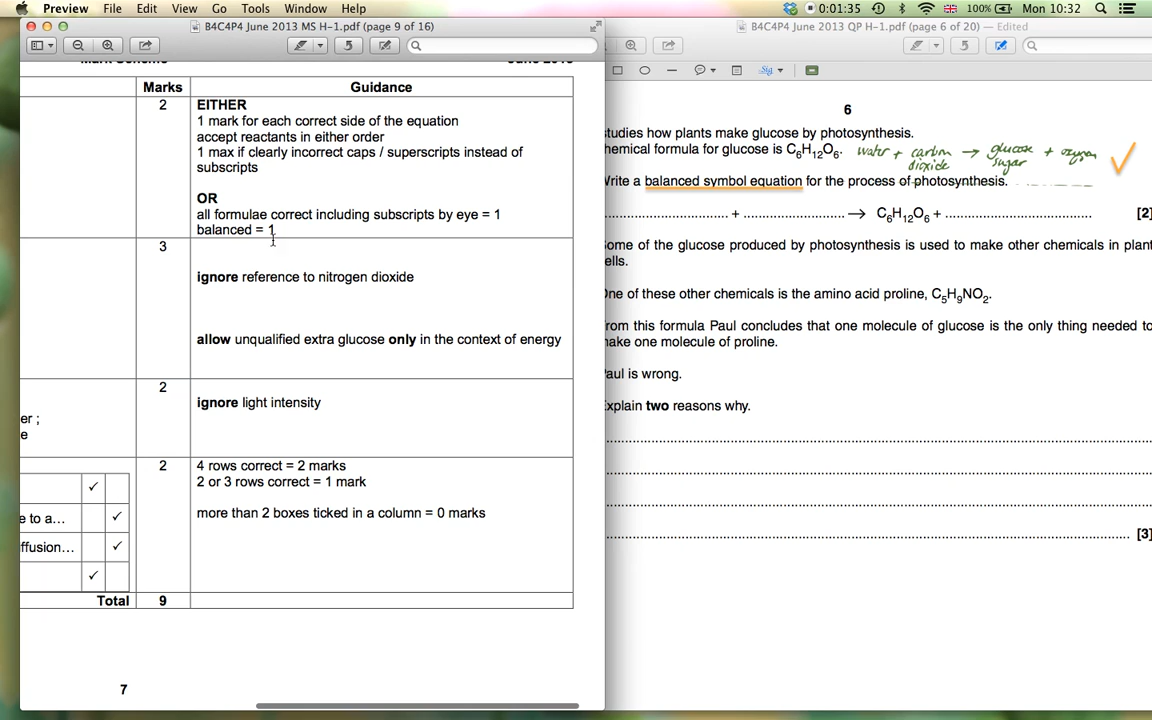 Preview File Edit View Go Tools Window Help 0:01:35 100% Mon 10:32
B4C4P4 June 2013 MS H-1.pdf (page 9 of 16)
B4C4P4 June 2013 QP H-1.pdf (page 6 of 20) — Edited
Marks Guidance
2 EITHER
1 mark for each correct side of the equation
accept reactants in either order
1 max if clearly incorrect caps / superscripts instead of
subscripts
OR
all formulae correct including subscripts by eye = 1
balanced = 1
3
ignore reference to nitrogen dioxide
allow unqualified extra glucose only in the context of energy
2
ignore light intensity
er ;
e
2 4 rows correct = 2 marks
2 or 3 rows correct = 1 mark
✓
more than 2 boxes ticked in a column = 0 marks
e to a… ✓
ffusion… ✓
✓
Total 9
7
6
studies how plants make glucose by photosynthesis.
hemical formula for glucose is C₆H₁₂O₆. water + carbon → glucose + oxygen
dioxide sugar
Write a balanced symbol equation for the process of photosynthesis.
+ → C₆H₁₂O₆ + [2]
Some of the glucose produced by photosynthesis is used to make other chemicals in plant
ells.
One of these other chemicals is the amino acid proline, C₅H₉NO₂.
From this formula Paul concludes that one molecule of glucose is the only thing needed to
make one molecule of proline.
Paul is wrong.
Explain two reasons why.
[3]